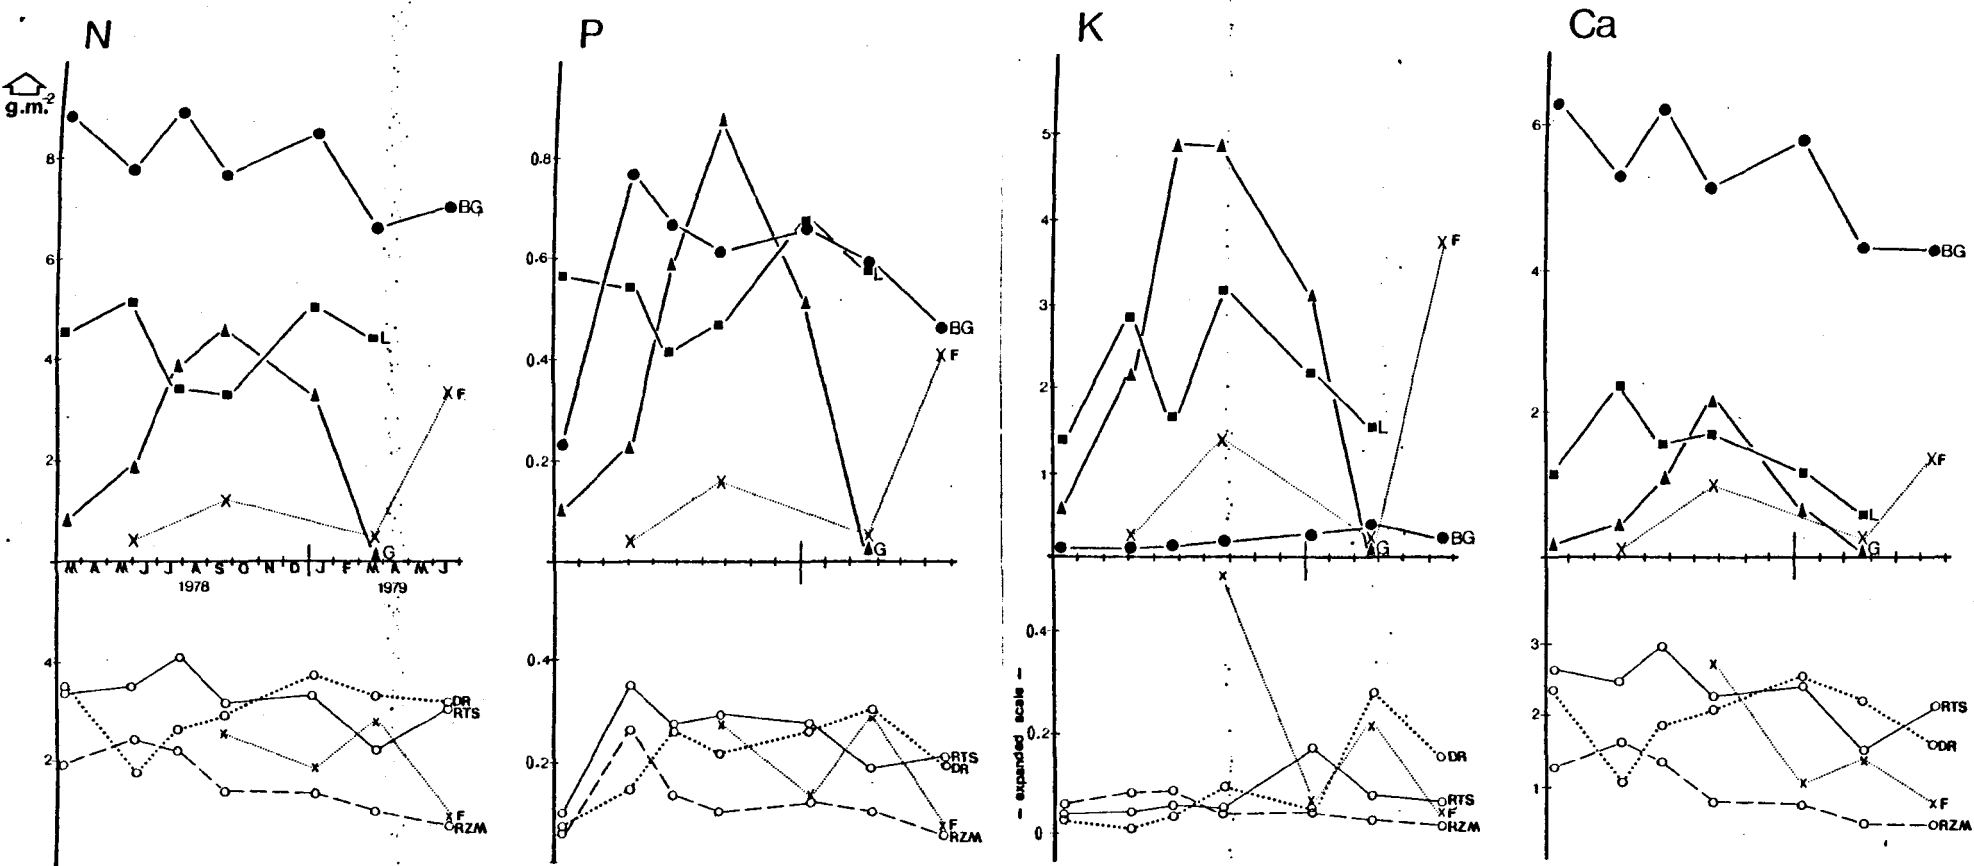 N P K Ca
g.m.-2
8
6
4
2
BG
L
F
G
M A M J J A S O N D J F M A M J
1978 1979
4
2
DR
RTS
F
RZM
0.8
0.6
0.4
0.2
L
BG
F
G
0.4
0.2
RTS
DR
F
RZM
5
4
3
2
1
F
L
BG
G
– expanded scale –
0.4
0.2
0
DR
RTS
F
RZM
6
4
2
BG
F
L
G
3
2
1
RTS
DR
F
RZM